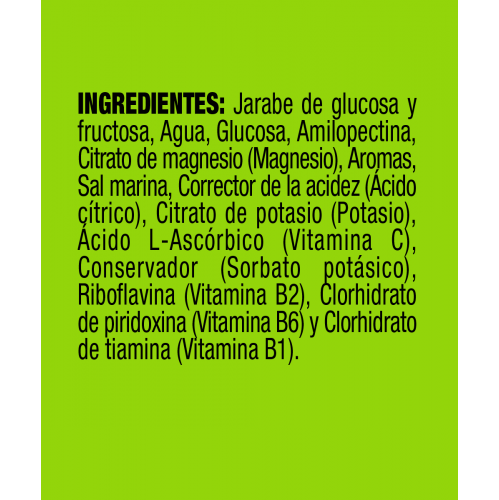 INGREDIENTES: Jarabe de glucosa y
fructosa, Agua, Glucosa, Amilopectina,
Citrato de magnesio (Magnesio), Aromas,
Sal marina, Corrector de la acidez (Ácido
cítrico), Citrato de potasio (Potasio),
Ácido L-Ascórbico (Vitamina C),
Conservador (Sorbato potásico),
Riboflavina (Vitamina B2), Clorhidrato
de piridoxina (Vitamina B6) y Clorhidrato
de tiamina (Vitamina B1).